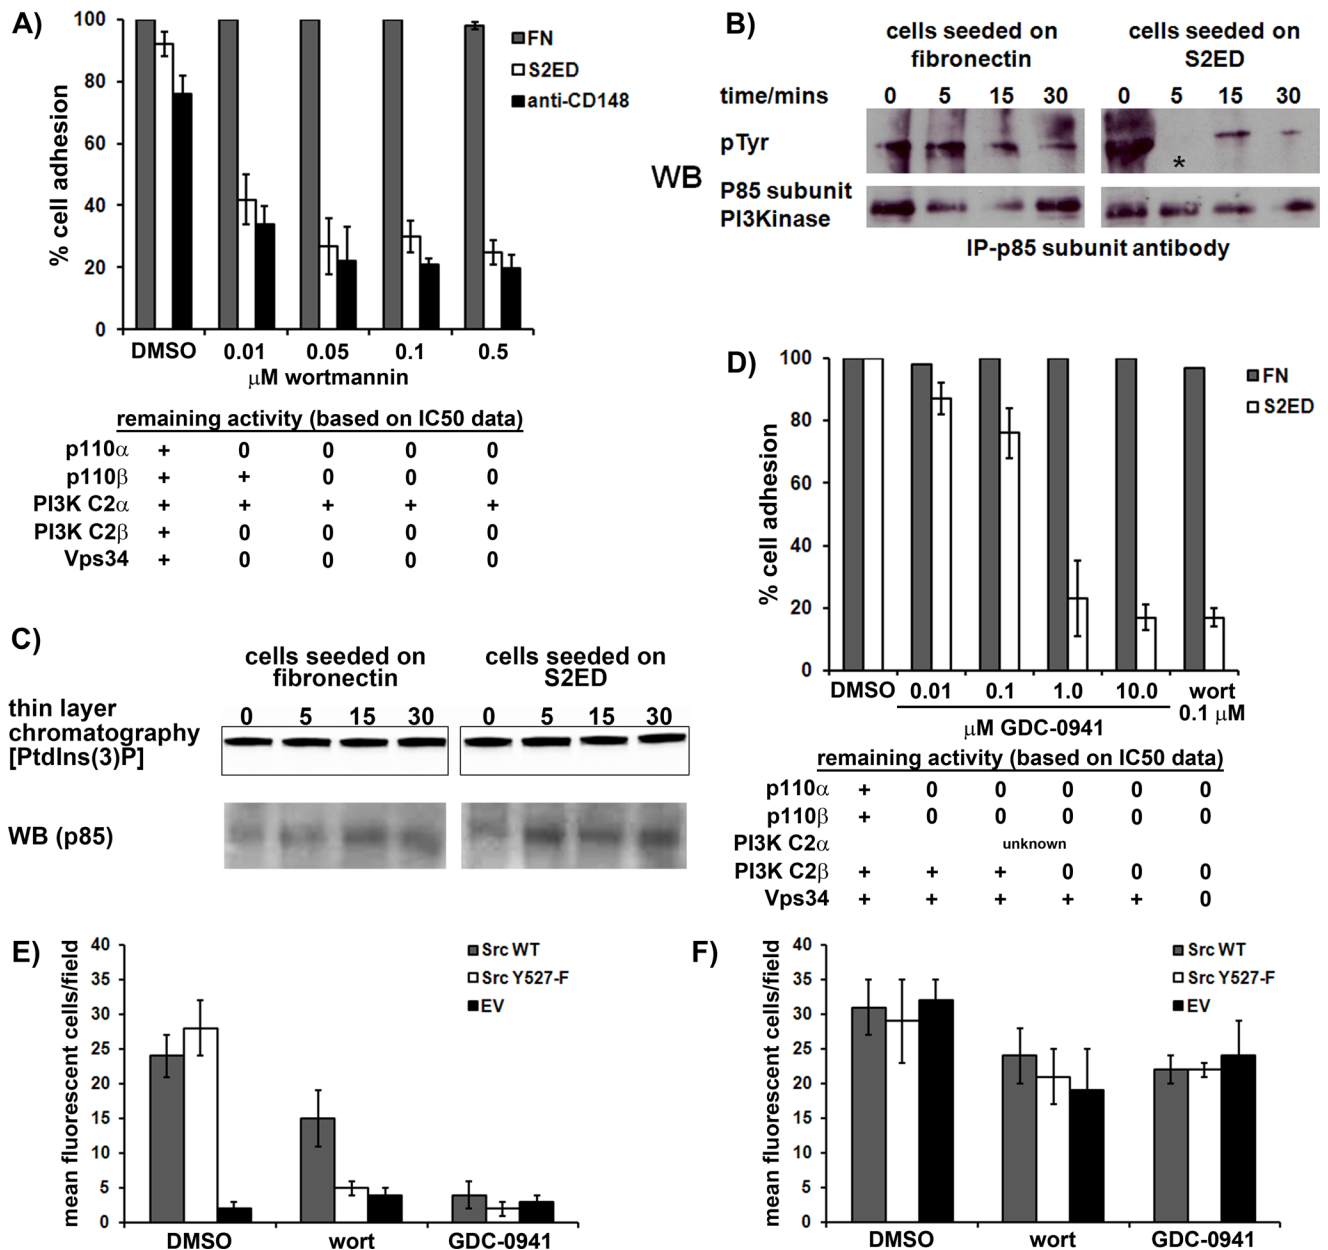 A)
100
80
60
40
20
0
% cell adhesion
FN
S2ED
anti-CD148
DMSO 0.01 0.05 0.1 0.5
μM wortmannin
remaining activity (based on IC50 data)
p110α + 0 0 0 0
p110β + + 0 0 0
PI3K C2α + + + + +
PI3K C2β + 0 0 0 0
Vps34 + 0 0 0 0
B)
cells seeded on fibronectin
cells seeded on S2ED
time/mins 0 5 15 30 0 5 15 30
WB
pTyr
*
P85 subunit
PI3Kinase
IP-p85 subunit antibody
C)
cells seeded on
fibronectin
cells seeded on
S2ED
thin layer
chromatography
[PtdIns(3)P]
0 5 15 30 0 5 15 30
WB (p85)
D)
100
80
60
40
20
0
% cell adhesion
FN
S2ED
DMSO 0.01 0.1 1.0 10.0 wort
0.1 μM
μM GDC-0941
remaining activity (based on IC50 data)
p110α + 0 0 0 0 0
p110β + 0 0 0 0 0
PI3K C2α unknown
PI3K C2β + + + 0 0 0
Vps34 + + + + + 0
E)
40
35
30
25
20
15
10
5
0
mean fluorescent cells/field
Src WT
Src Y527-F
EV
DMSO wort GDC-0941
F)
40
35
30
25
20
15
10
5
0
mean fluorescent cells/field
Src WT
Src Y527-F
EV
DMSO wort GDC-0941